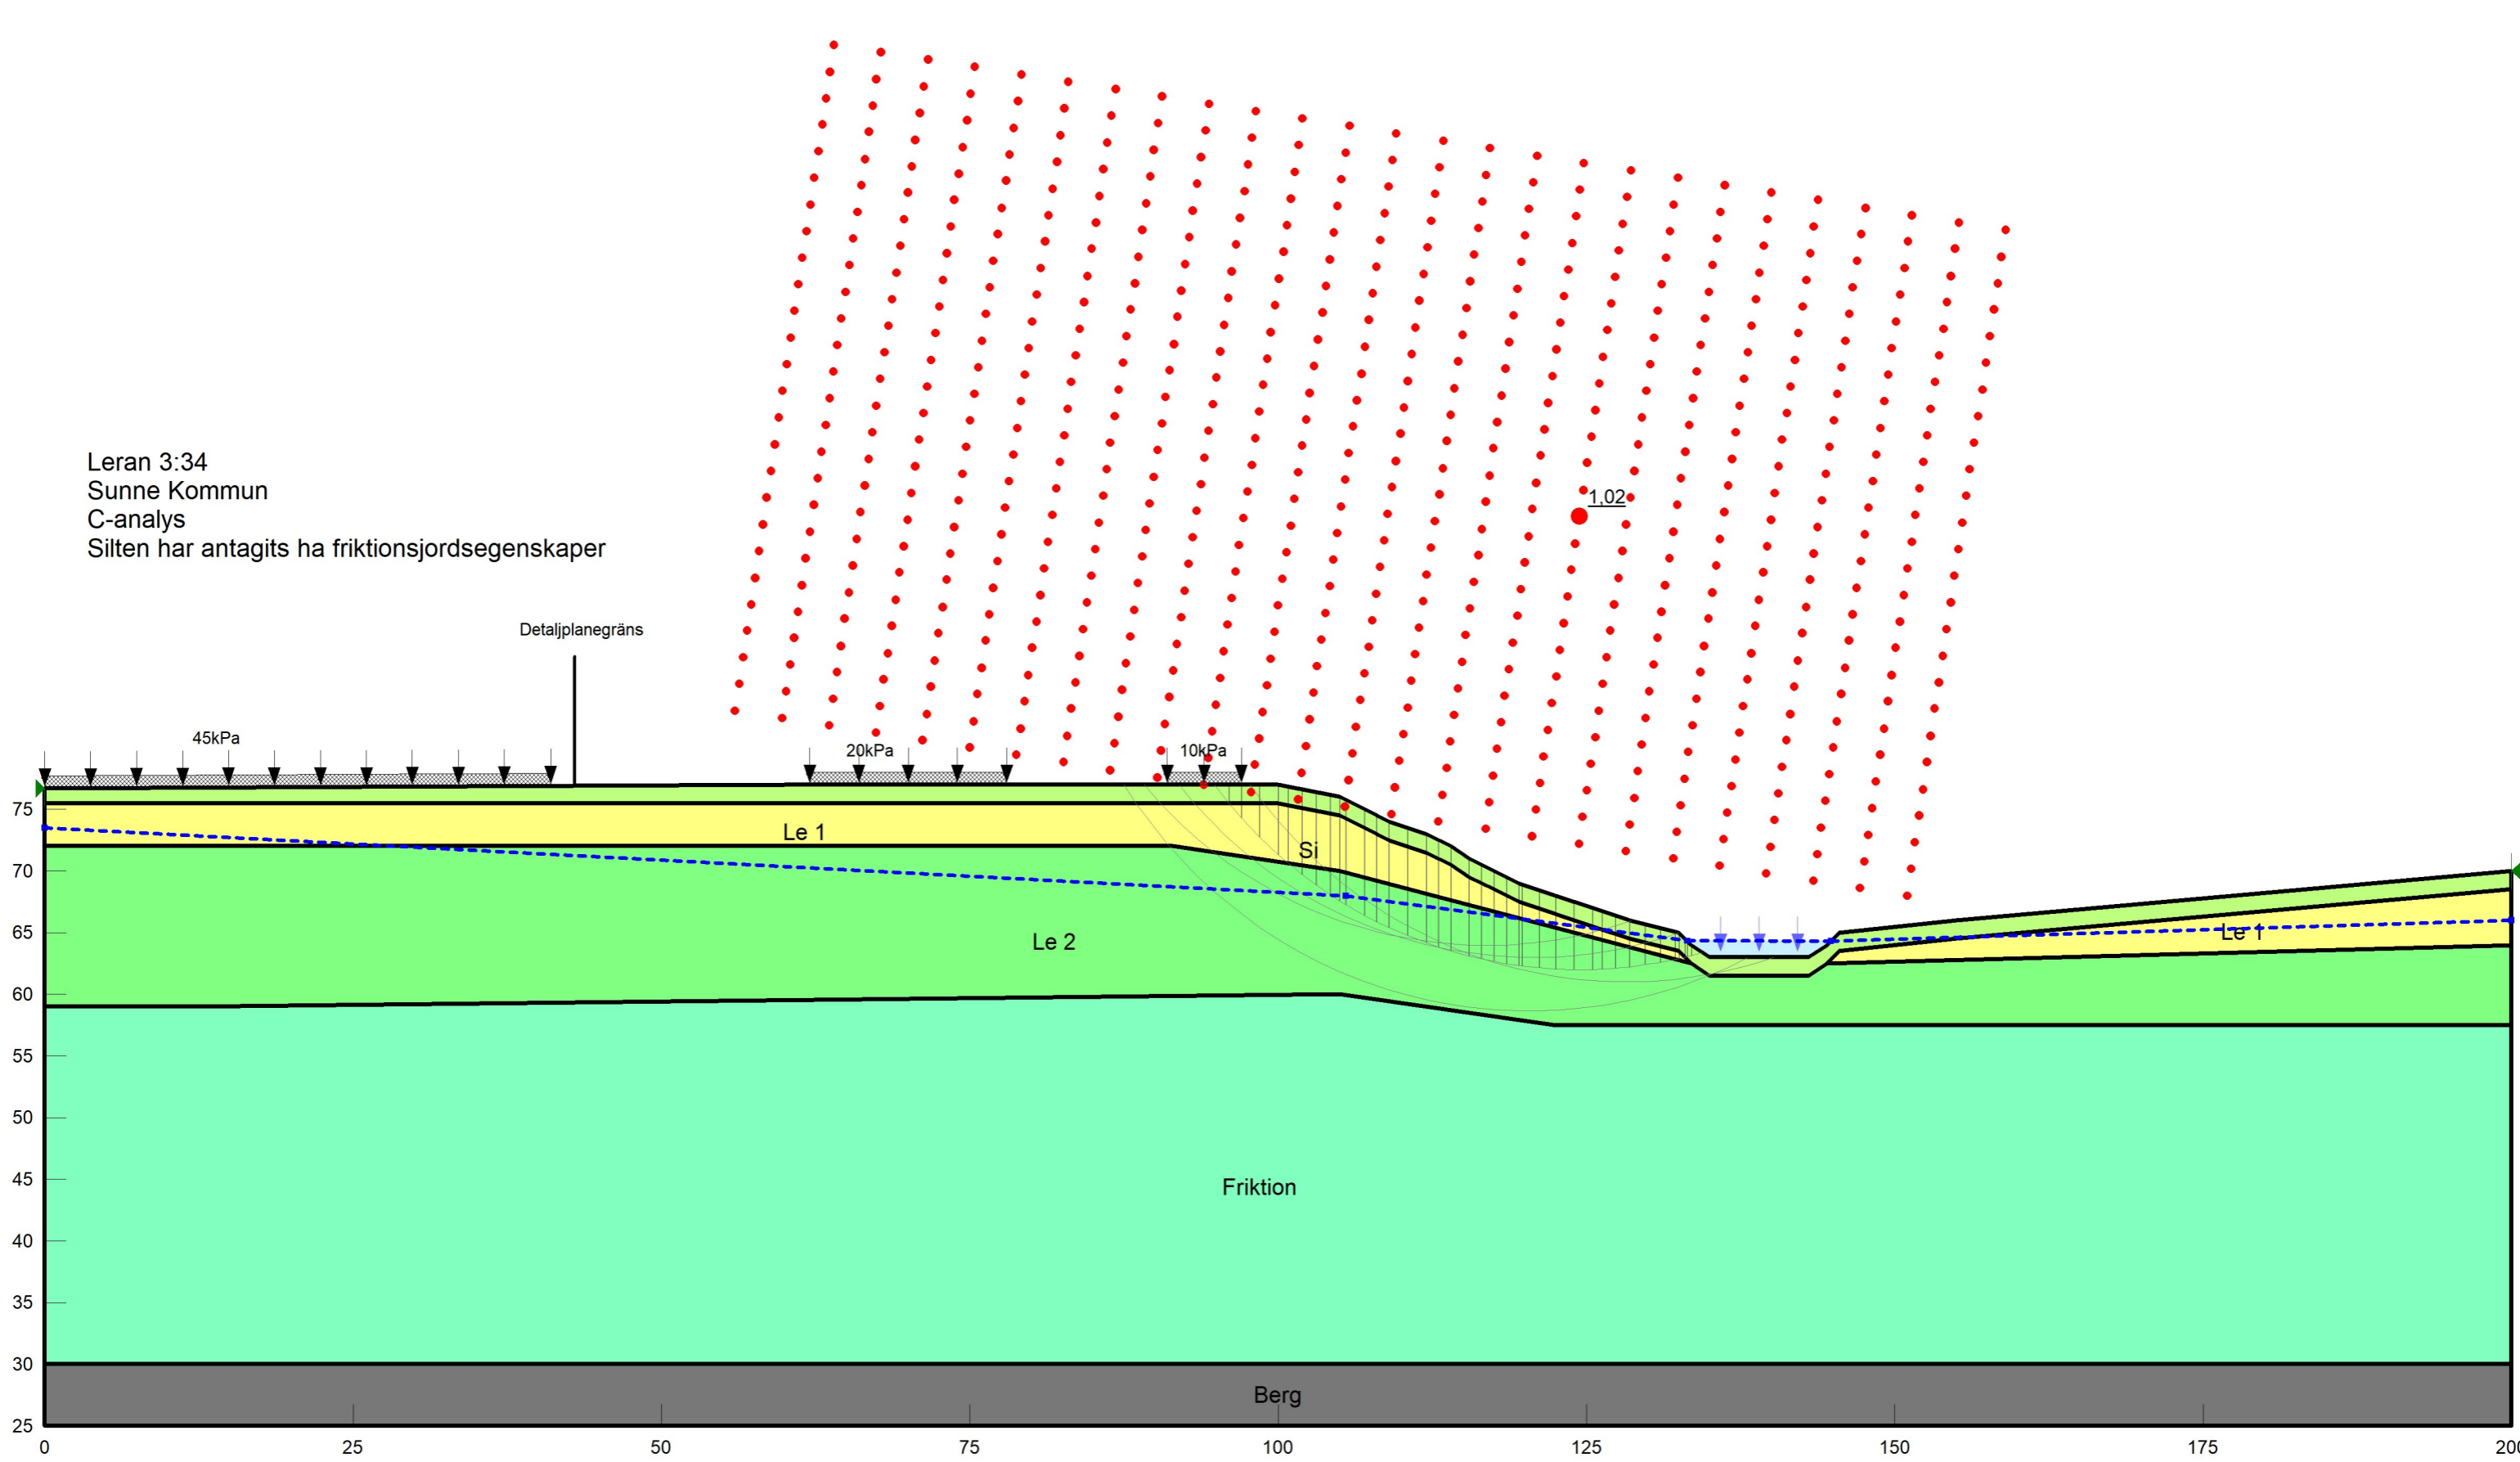 1,02
Leran 3:34
Sunne Kommun
C-analys
Silten har antagits ha friktionsjordsegenskaper
Detaljplanegräns
45kPa
20kPa
10kPa
75
Le 1
Si
70
65
Le 2
Le 1
60
55
50
45
Friktion
40
35
30
Berg
25
0
25
50
75
100
125
150
175